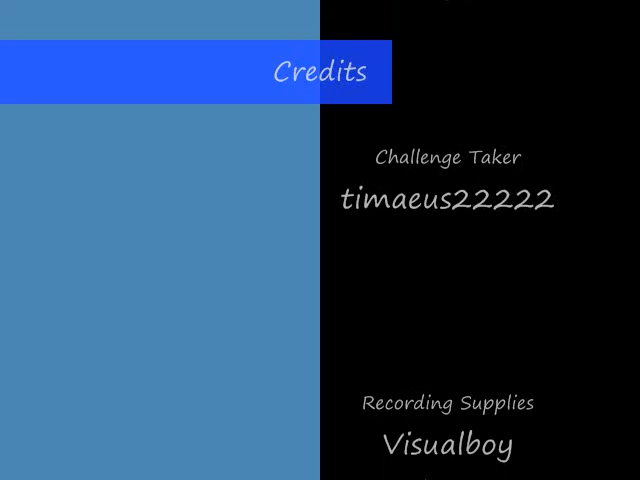 Credits
Challenge Taker
timaeus22222
Recording Supplies
Visualboy